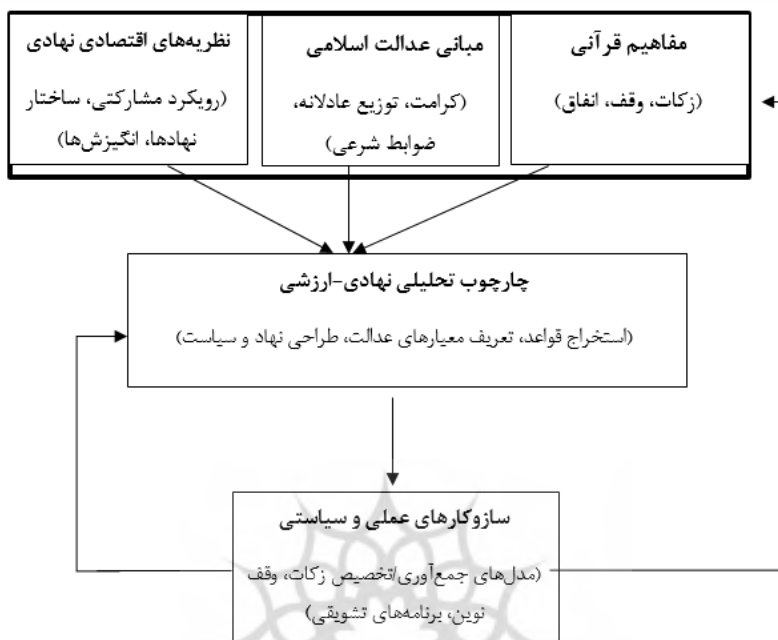 مفاهیم قرآنی
(زکات، وقف، انفاق)
مبانی عدالت اسلامی
(کرامت، توزیع عادلانه،
ضوابط شرعی)
نظریه‌های اقتصادی نهادی
(رویکرد مشارکتی، ساختار
نهادها، انگیزش‌ها)
چارچوب تحلیلی نهادی-ارزشی
(استخراج قواعد، تعریف معیارهای عدالت، طراحی نهاد و سیاست)
سازوکارهای عملی و سیاستی
(مدل‌های جمع‌آوری/تخصیص زکات، وقف
نوین، برنامه‌های تشویقی)